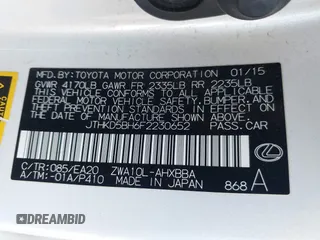 MFD. BY: TOYOTA MOTOR CORPORATION 01/15
GVWR 4170LB GAWR FR 2335LB RR 2235LB
THIS VEHICLE CONFORMS TO ALL APPLICABLE
FEDERAL MOTOR VEHICLE SAFETY, BUMPER, AND
THEFT PREVENTION STANDARDS IN EFFECT ON THE
DATE OF MANUFACTURE SHOWN ABOVE.
JTHKD5BH6F2230652 PASS. CAR
C/TR: 085/EA20 ZWA10L-AHXBBA
A/TM: -01A/P410 MADE IN JAPAN 868 A
DRIVEN AUTO